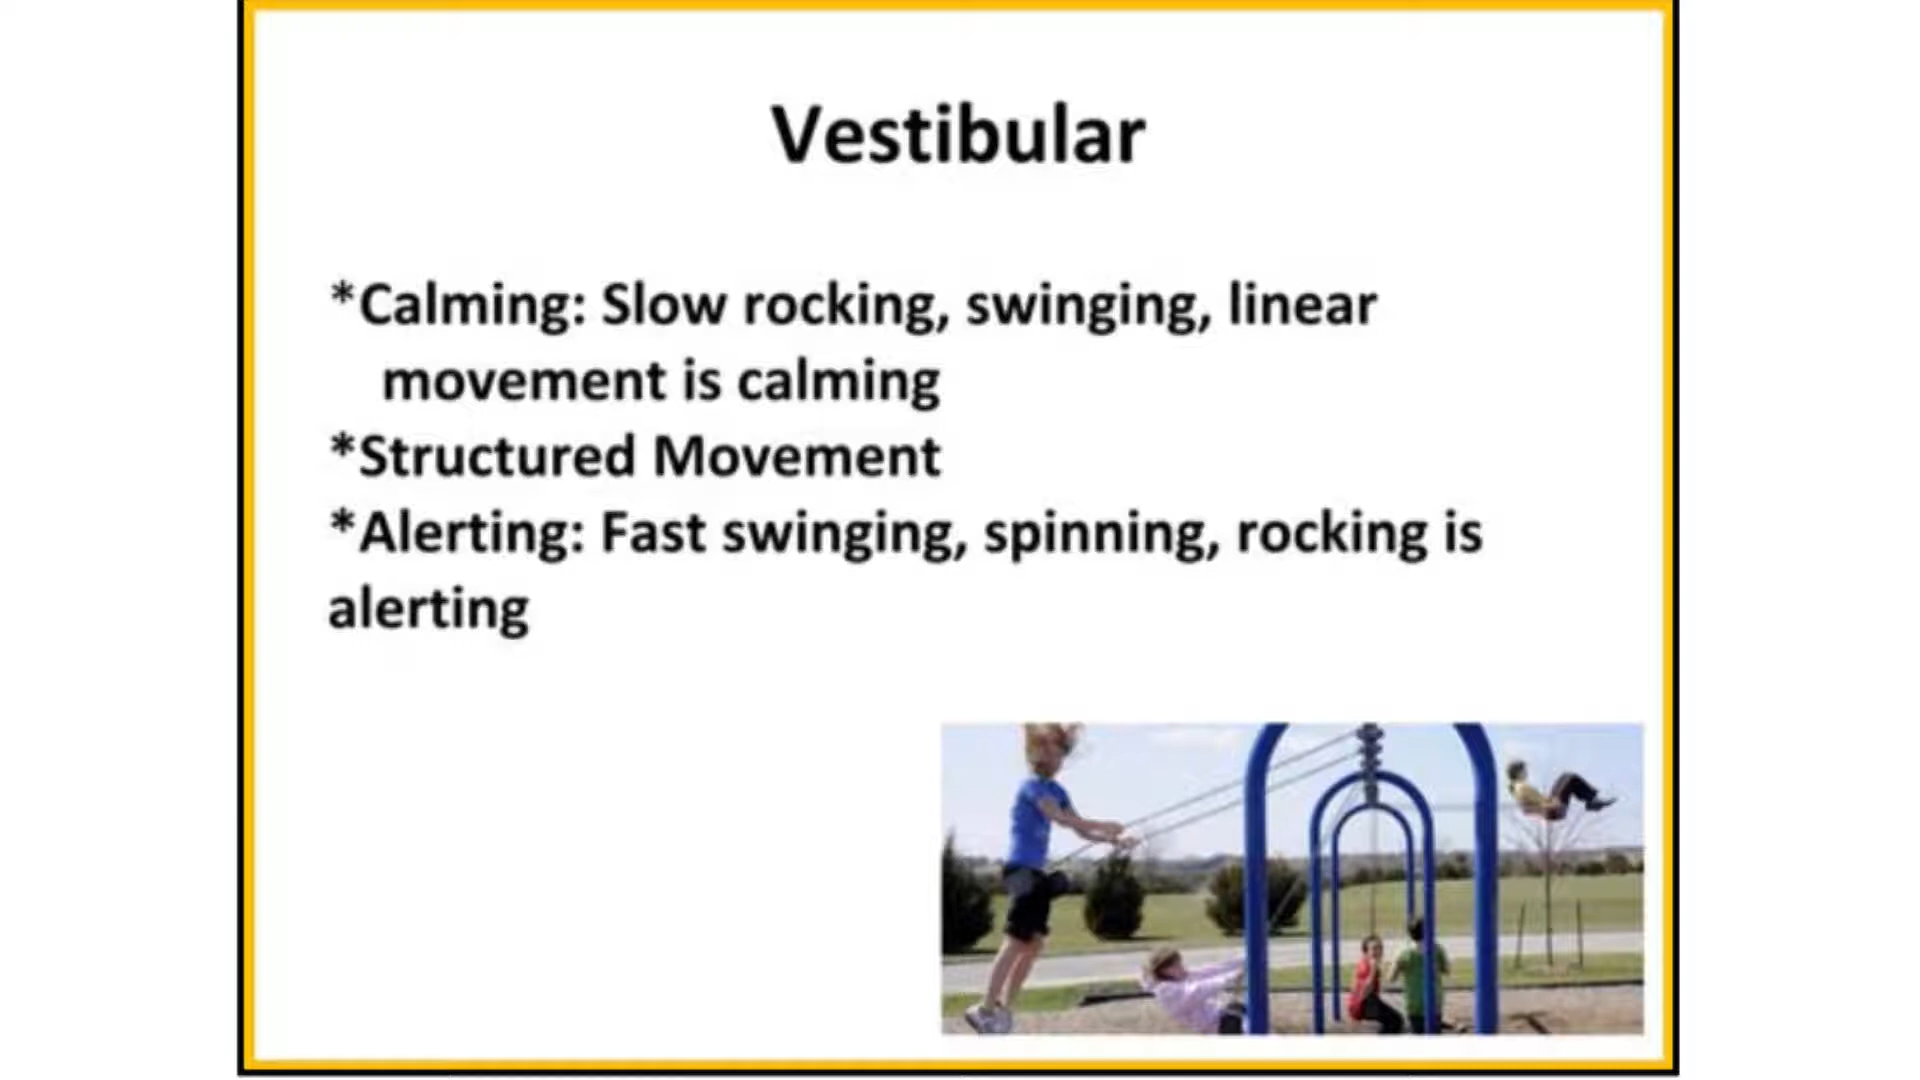 Vestibular
*Calming: Slow rocking, swinging, linear
movement is calming
*Structured Movement
*Alerting: Fast swinging, spinning, rocking is
alerting